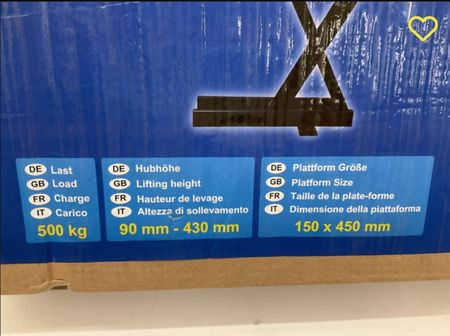 DE Last
GB Load
FR Charge
IT Carico
500 kg
DE Hubhöhe
GB Lifting height
FR Hauteur de levage
IT Altezza di sollevamento
90 mm - 430 mm
DE Plattform Größe
GB Platform Size
FR Taille de la plate-forme
IT Dimensione della piattaforma
150 x 450 mm